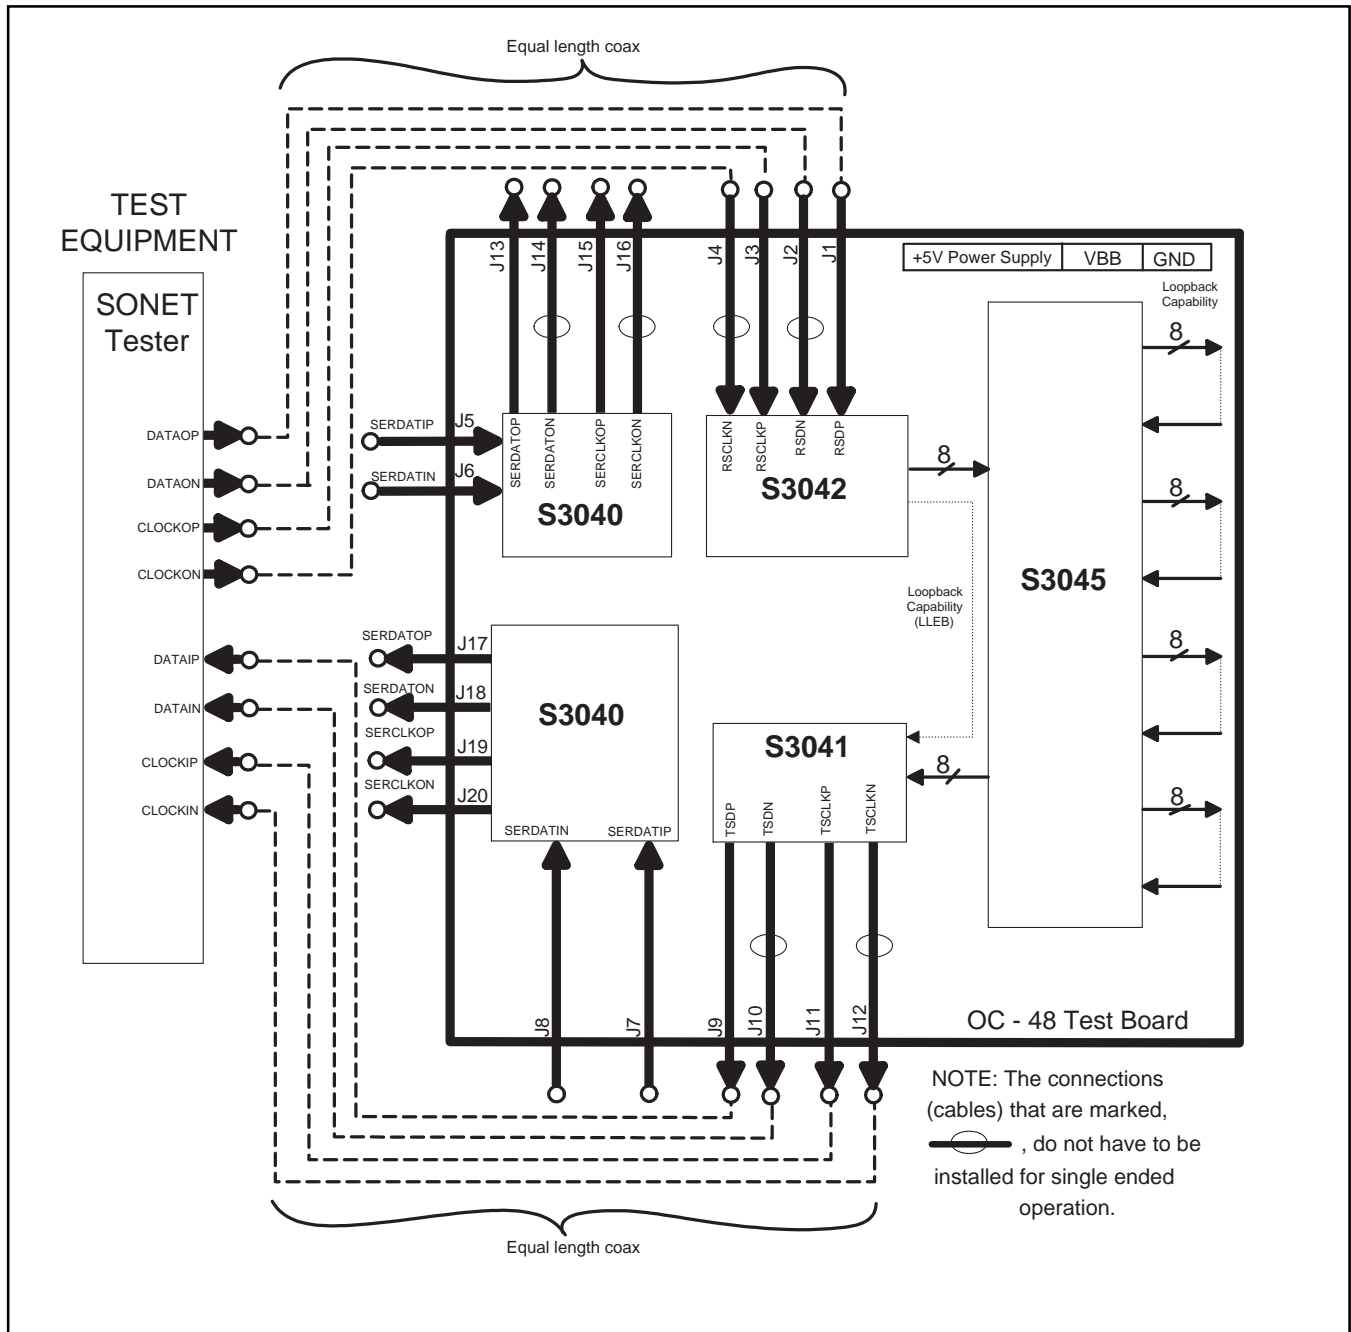 Equal length coax
TEST
EQUIPMENT
SONET
Tester
DATAOP
DATAON
CLOCKOP
CLOCKON
DATAIP
DATAIN
CLOCKIP
CLOCKIN
J13
J14
J15
J16
J4
J3
J2
J1
+5V Power Supply
VBB
GND
Loopback
Capability
8
8
8
8
SERDATIP
J5
SERDATIN
J6
SERDATOP
SERDATON
SERCLKOP
SERCLKON
S3040
RSCLKN
RSCLKP
RSDN
RSDP
S3042
8
S3045
Loopback
Capability
(LLEB)
SERDATOP
J17
SERDATON
J18
SERCLKOP
J19
SERCLKON
J20
S3040
SERDATIN
SERDATIP
S3041
8
TSDP
TSDN
TSCLKP
TSCLKN
J8
J7
J9
J10
J11
J12
OC - 48 Test Board
NOTE: The connections
(cables) that are marked,
, do not have to be
installed for single ended
operation.
Equal length coax